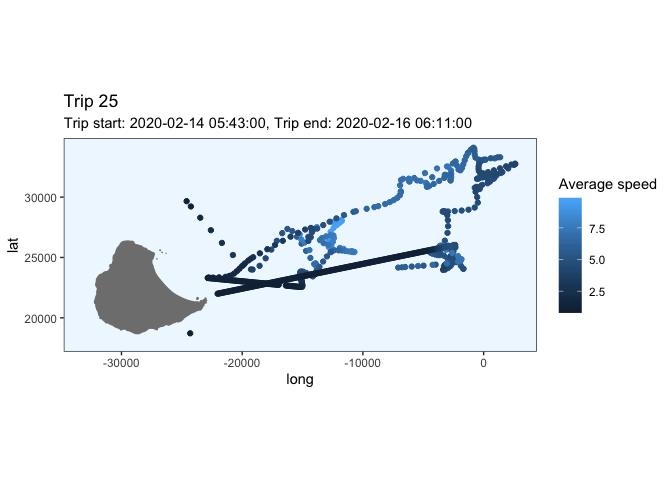 Trip 25
Trip start: 2020-02-14 05:43:00, Trip end: 2020-02-16 06:11:00
30000
25000
20000
lat
-30000 -20000 -10000 0
long
Average speed
7.5
5.0
2.5